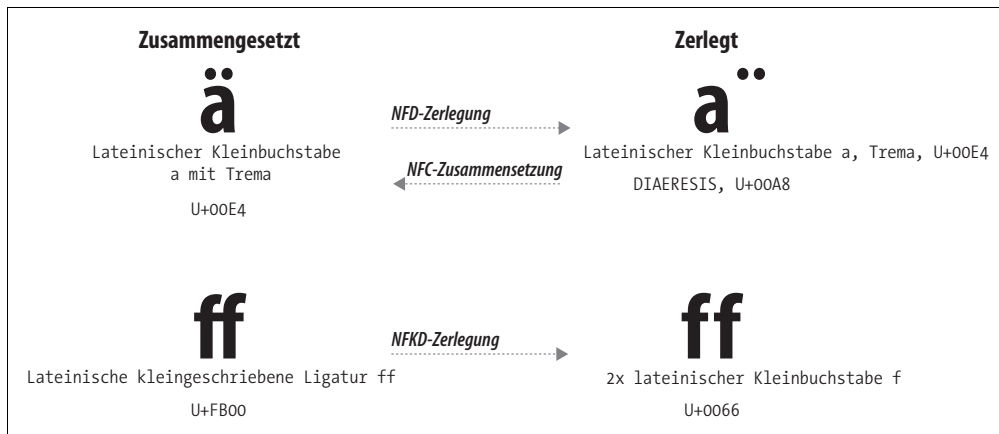 Zusammengesetzt
Zerlegt
ä
NFD-Zerlegung
a ¨
Lateinischer Kleinbuchstabe
a mit Trema
U+00E4
NFC-Zusammensetzung
Lateinischer Kleinbuchstabe a, Trema, U+00E4
DIAERESIS, U+00A8
ff
NFKD-Zerlegung
f f
Lateinische kleingeschriebene Ligatur ff
U+FB00
2x lateinischer Kleinbuchstabe f
U+0066